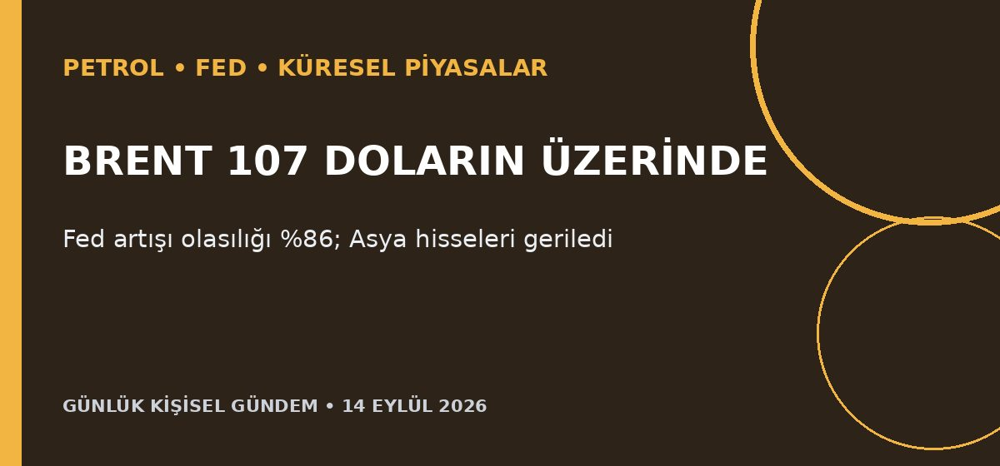 PETROL • FED • KÜRESEL PİYASALAR
BRENT 107 DOLARIN ÜZERİNDE
Fed artışı olasılığı %86; Asya hisseleri geriledi
GÜNLÜK KİŞİSEL GÜNDEM • 14 EYLÜL 2026